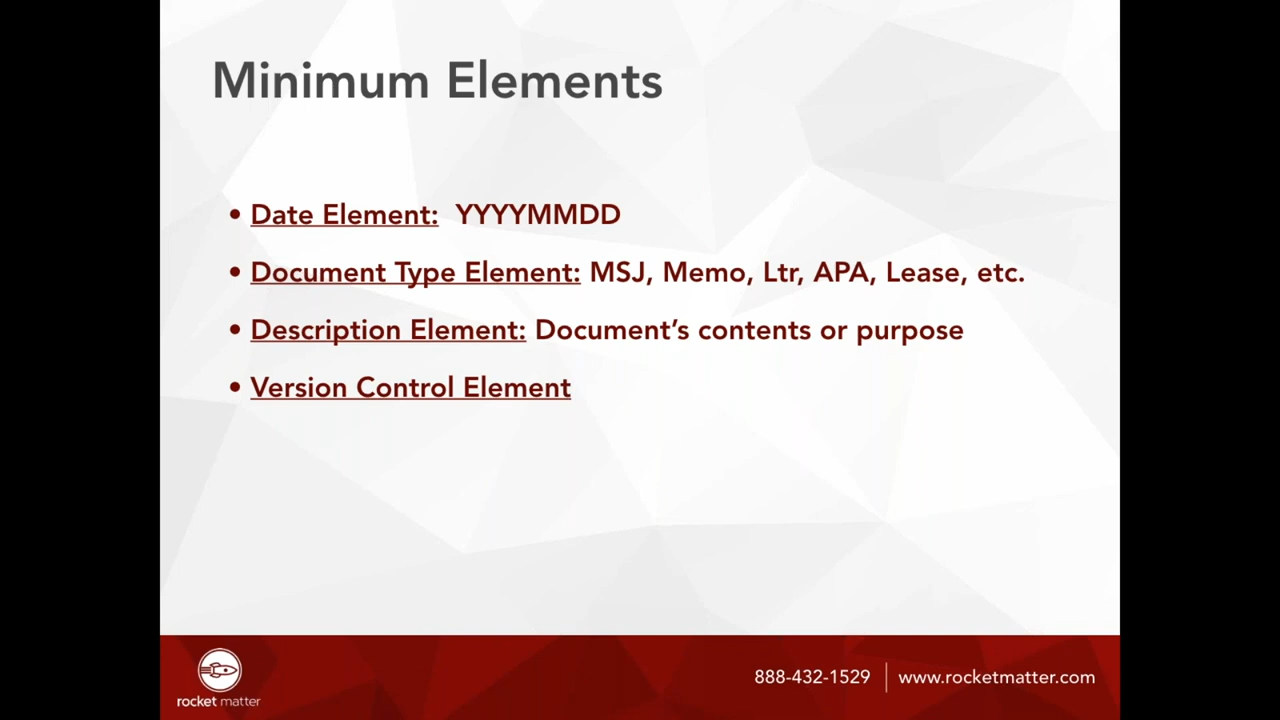 Minimum Elements
• Date Element: YYYYMMDD
• Document Type Element: MSJ, Memo, Ltr, APA, Lease, etc.
• Description Element: Document’s contents or purpose
• Version Control Element
rocket matter
888-432-1529 | www.rocketmatter.com